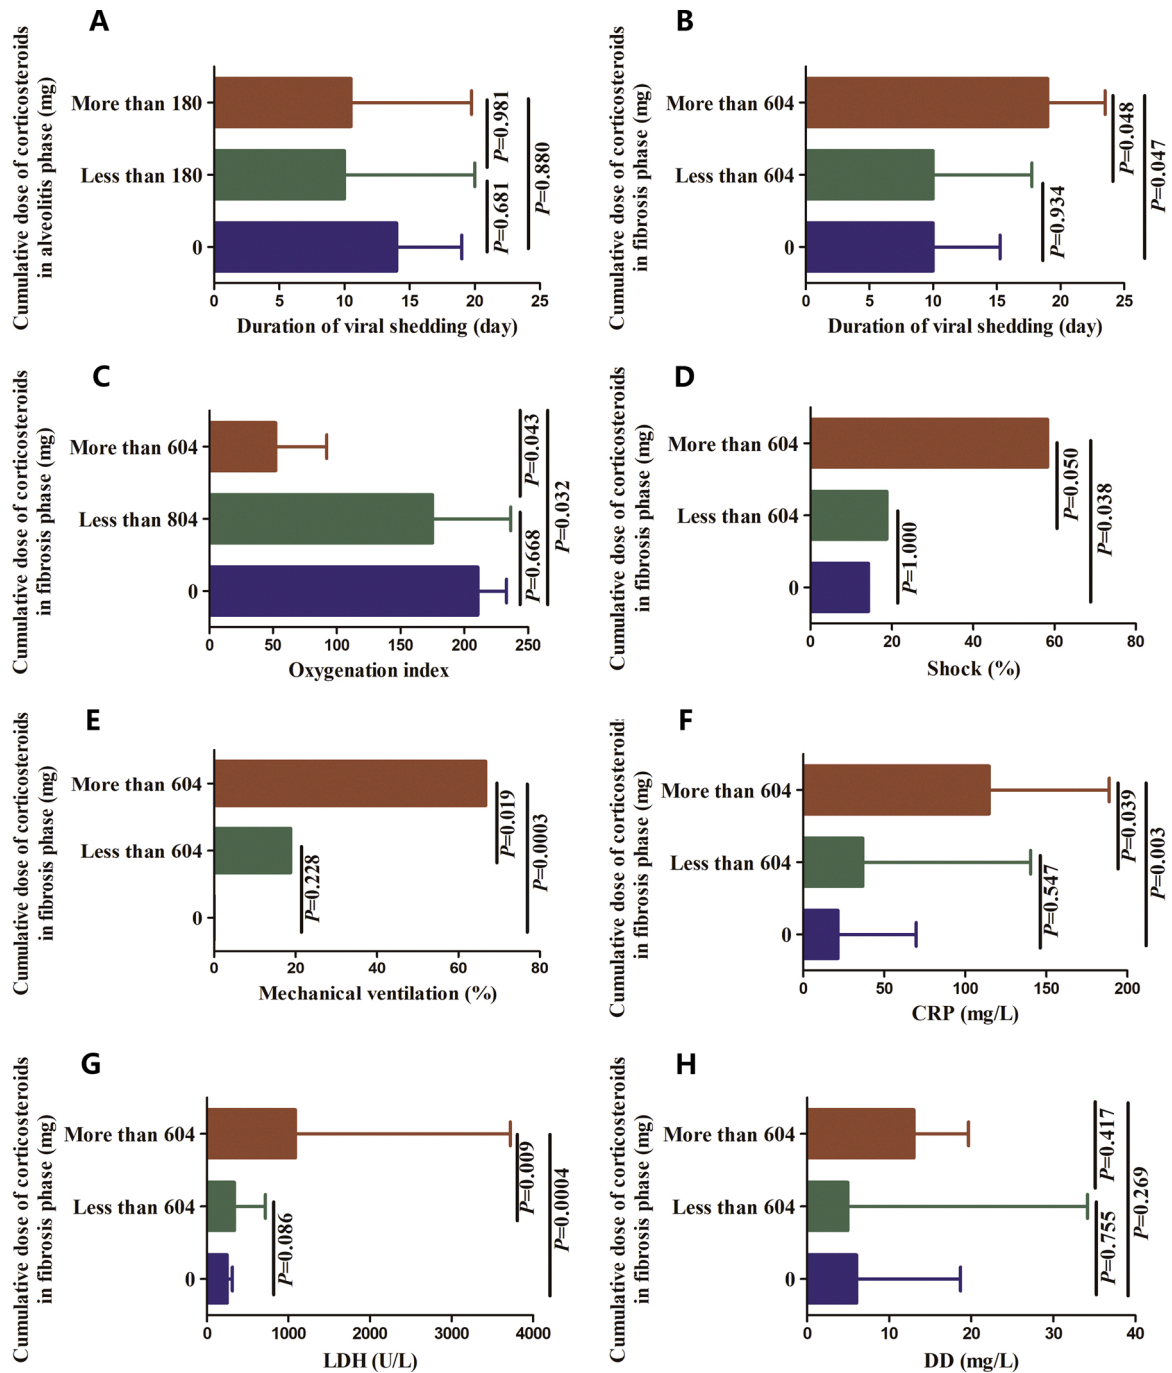 A
Cumulative dose of corticosteroids
in alveolitis phase (mg)
More than 180
Less than 180
0
P=0.981
P=0.681
P=0.880
0 5 10 15 20 25
Duration of viral shedding (day)
B
Cumulative dose of corticosteroids
in fibrosis phase (mg)
More than 604
Less than 604
0
P=0.048
P=0.934
P=0.047
0 5 10 15 20 25
Duration of viral shedding (day)
C
Cumulative dose of corticosteroids
in fibrosis phase (mg)
More than 604
Less than 804
0
P=0.043
P=0.668
P=0.032
0 50 100 150 200 250
Oxygenation index
D
Cumulative dose of corticosteroids
in fibrosis phase (mg)
More than 604
Less than 604
0
P=0.050
P=1.000
P=0.038
0 20 40 60 80
Shock (%)
E
Cumulative dose of corticosteroids
in fibrosis phase (mg)
More than 604
Less than 604
0
P=0.019
P=0.228
P=0.0003
0 20 40 60 80
Mechanical ventilation (%)
F
Cumulative dose of corticosteroids
in fibrosis phase (mg)
More than 604
Less than 604
0
P=0.039
P=0.547
P=0.003
0 50 100 150 200
CRP (mg/L)
G
Cumulative dose of corticosteroids
in fibrosis phase (mg)
More than 604
Less than 604
0
P=0.009
P=0.086
P=0.0004
0 1000 2000 3000 4000
LDH (U/L)
H
Cumulative dose of corticosteroids
in fibrosis phase (mg)
More than 604
Less than 604
0
P=0.417
P=0.755
P=0.269
0 10 20 30 40
DD (mg/L)